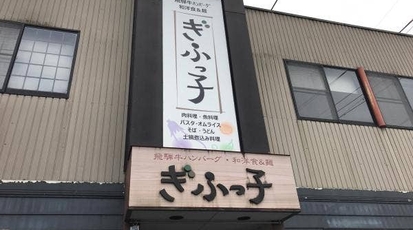 飛騨牛ハンバーグ
和洋食&麺
ぎふっ子
肉料理・魚料理
パスタ・オムライス
そば・うどん
土鍋煮込み料理
飛騨牛ハンバーグ・和洋食&麺
ぎふっ子